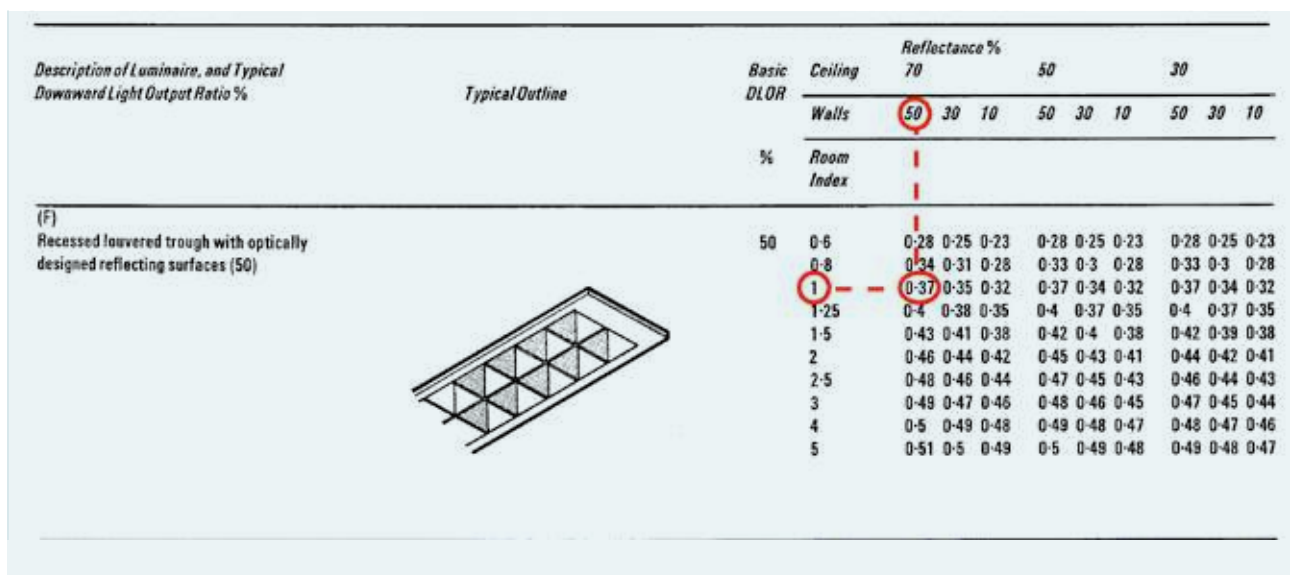 Reflectance %
Description of Luminaire, and Typical Basic Ceiling 70 50 30
Downward Light Output Ratio % Typical Outline DLOR
Walls 50 30 10 50 30 10 50 30 10
% Room
Index
(F)
Recessed louvered trough with optically 50 0·6 0·28 0·25 0·23 0·28 0·25 0·23 0·28 0·25 0·23
designed reflecting surfaces (50) 0·8 0·34 0·31 0·28 0·33 0·3 0·28 0·33 0·3 0·28
1 0·37 0·35 0·32 0·37 0·34 0·32 0·37 0·34 0·32
1·25 0·4 0·38 0·35 0·4 0·37 0·35 0·4 0·37 0·35
1·5 0·43 0·41 0·38 0·42 0·4 0·38 0·42 0·39 0·38
2 0·46 0·44 0·42 0·45 0·43 0·41 0·44 0·42 0·41
2·5 0·48 0·46 0·44 0·47 0·45 0·43 0·46 0·44 0·43
3 0·49 0·47 0·46 0·48 0·46 0·45 0·47 0·45 0·44
4 0·5 0·49 0·48 0·49 0·48 0·47 0·48 0·47 0·46
5 0·51 0·5 0·49 0·5 0·49 0·48 0·49 0·48 0·47